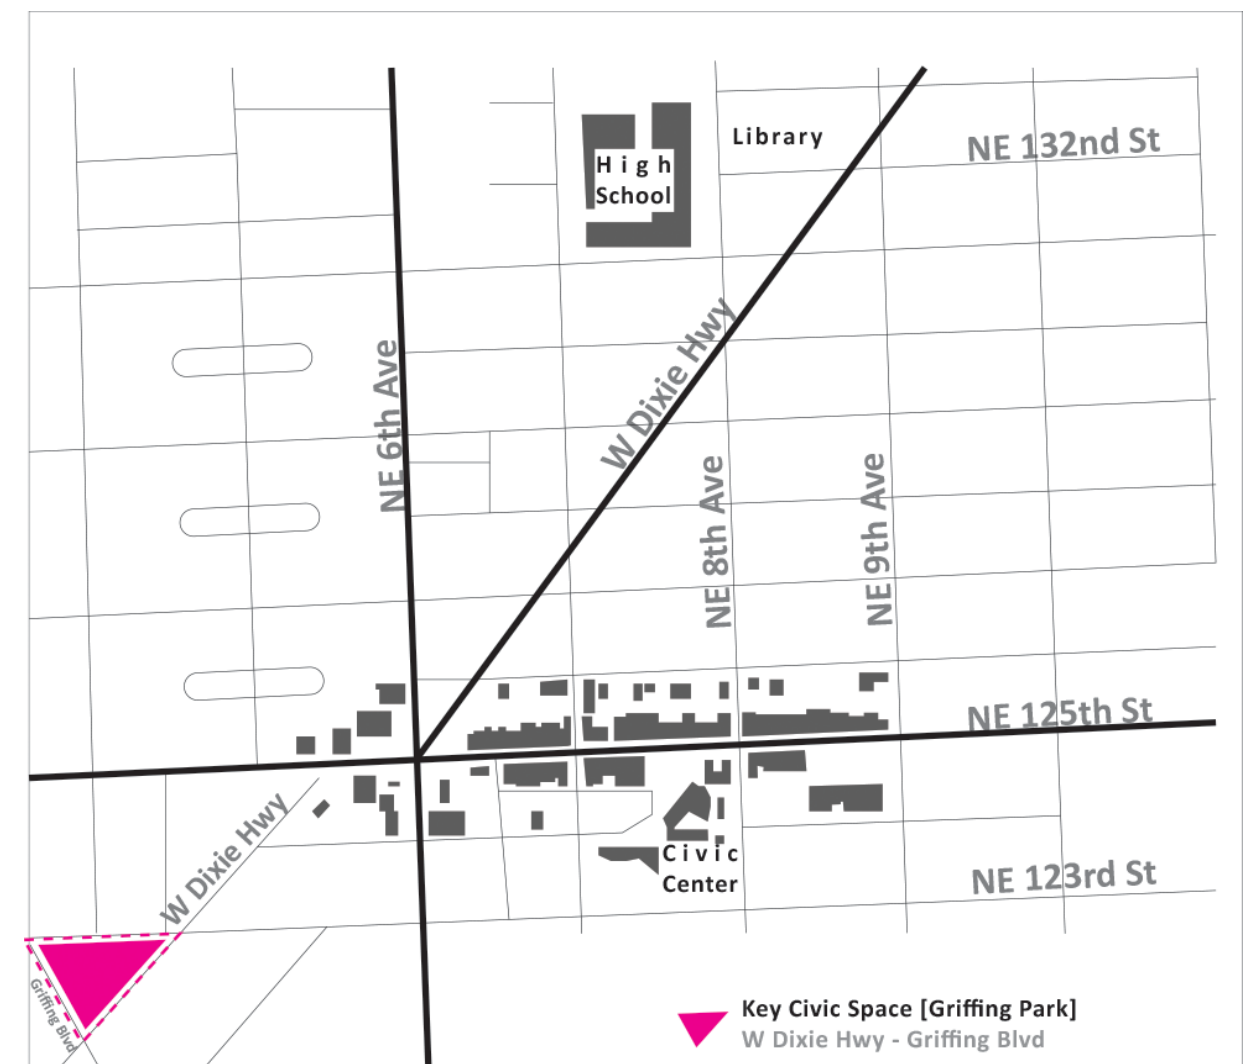 Library
NE 132nd St
High
School
W Dixie Hwy
NE 6th Ave
NE 8th Ave
NE 9th Ave
NE 125th St
W Dixie Hwy
Civic
Center
NE 123rd St
Griffing Blvd
Key Civic Space [Griffing Park]
W Dixie Hwy - Griffing Blvd